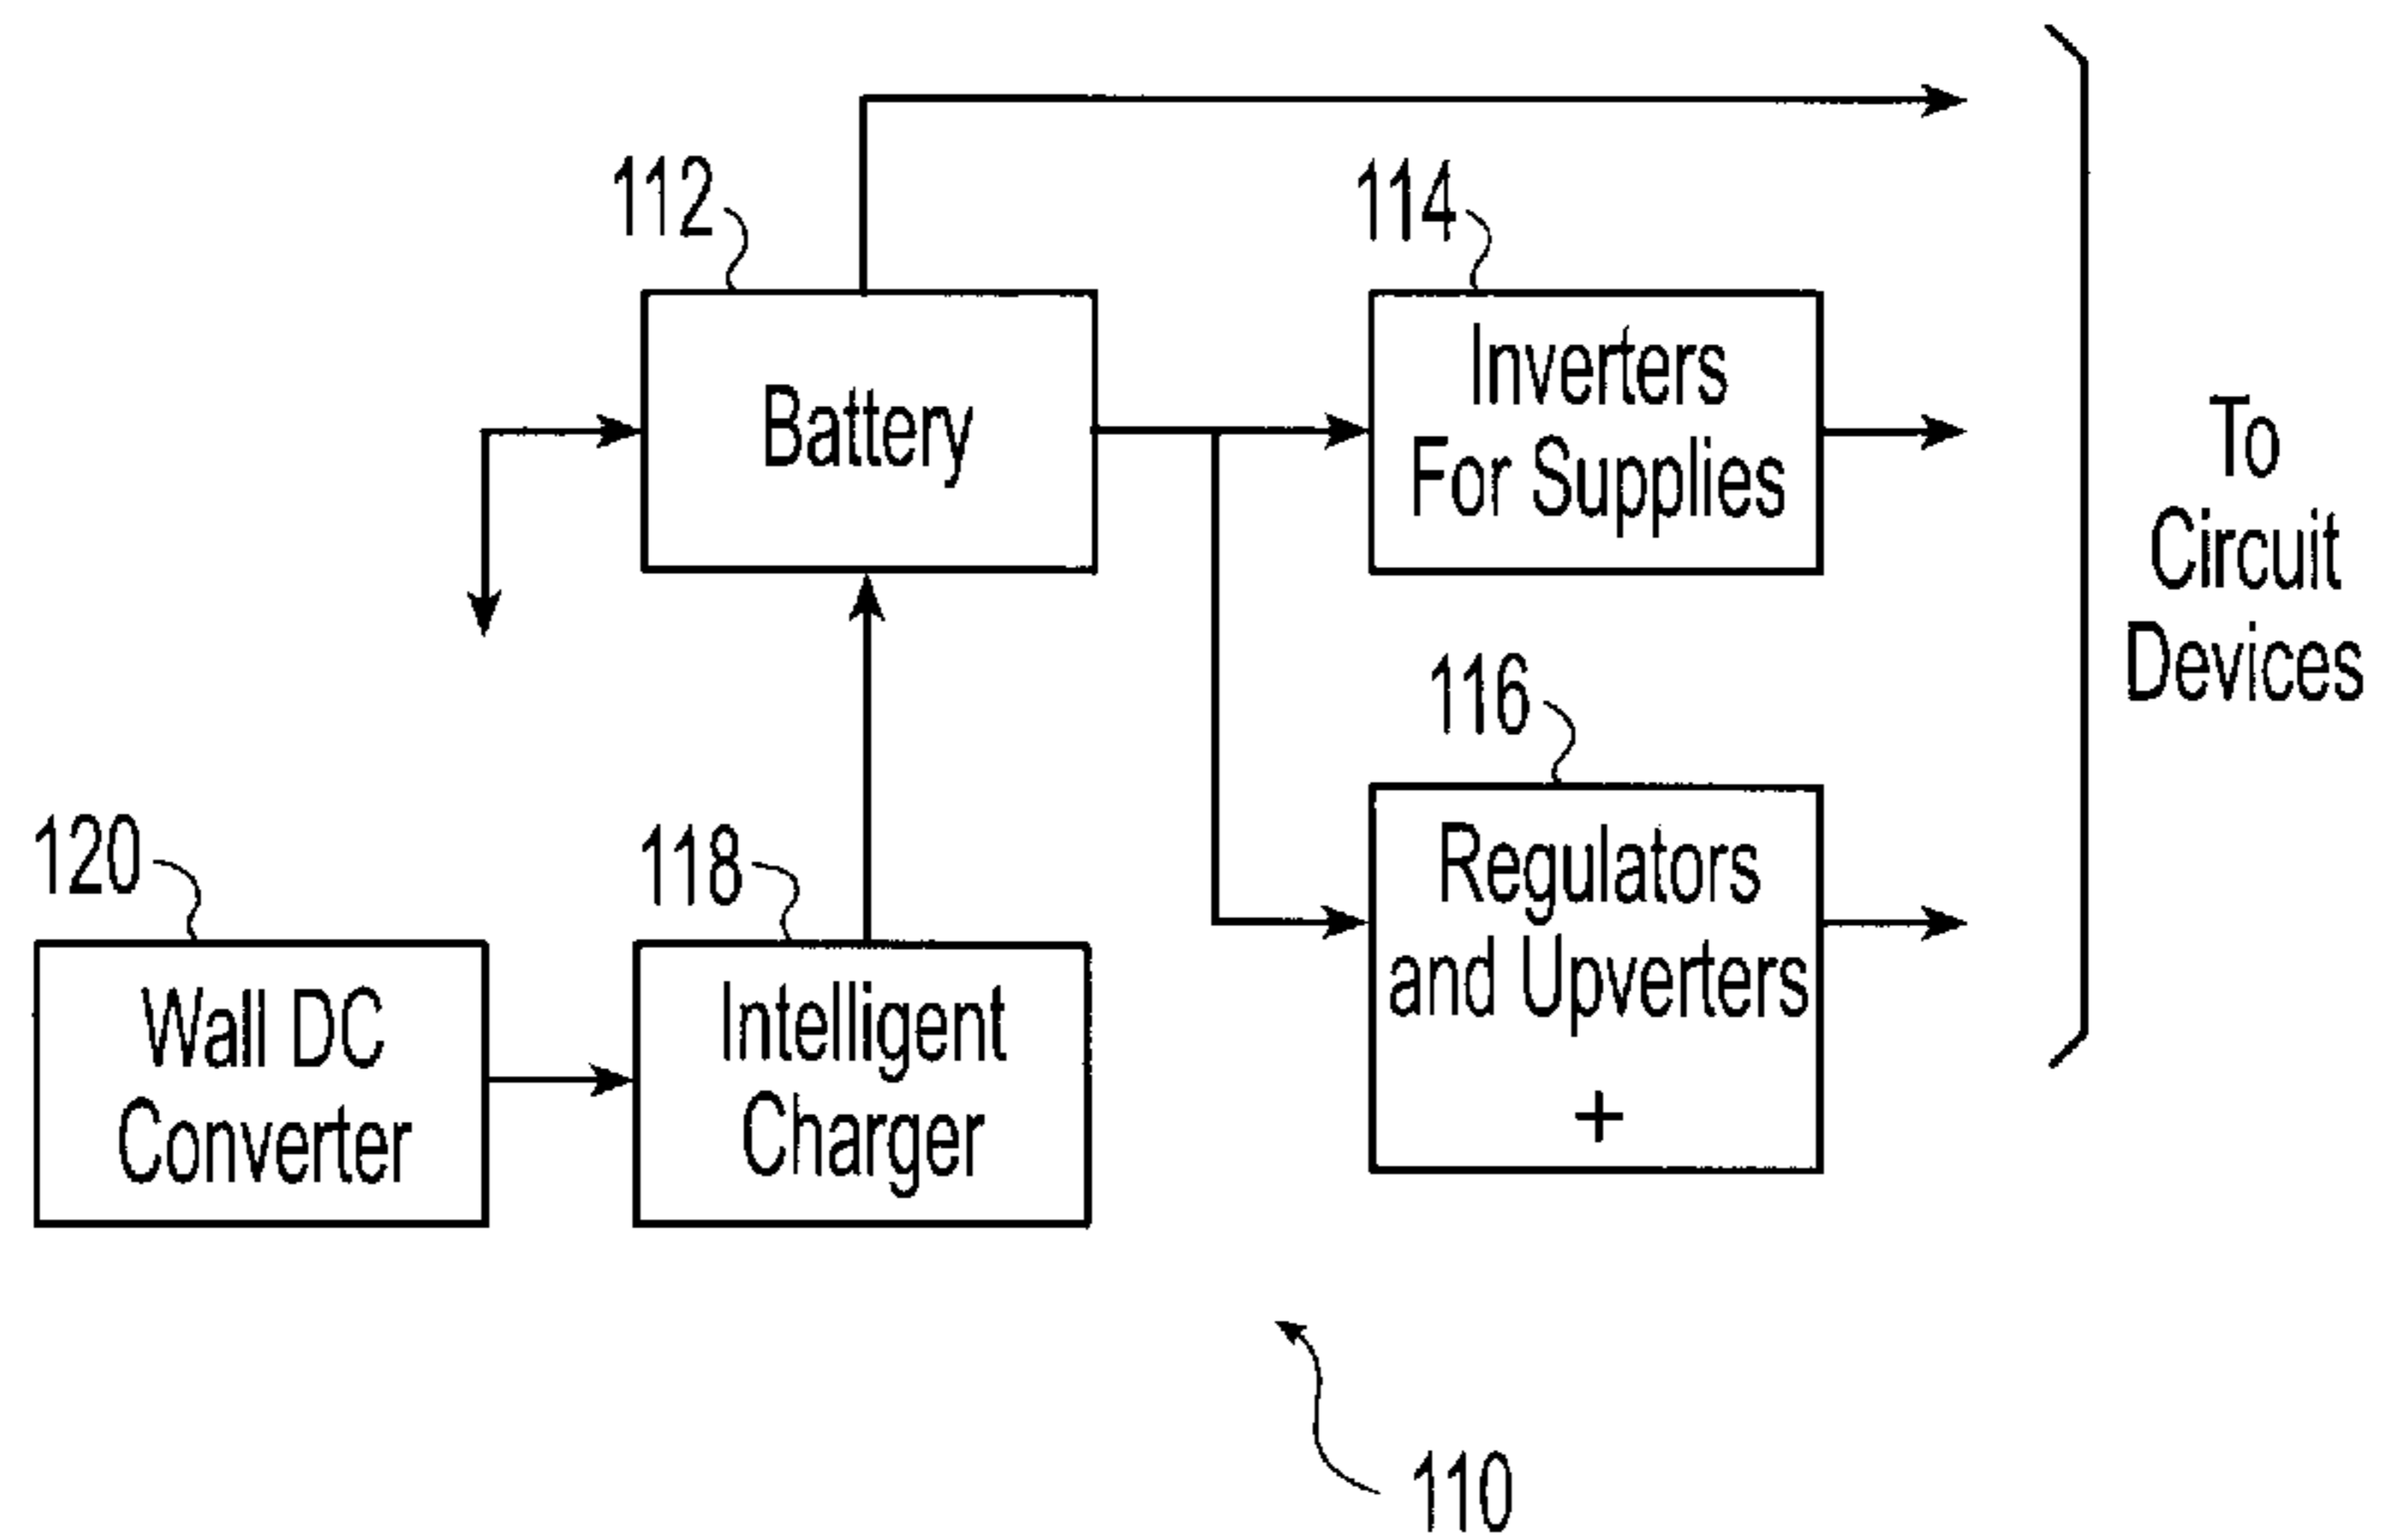 112
114
Battery
Inverters
For Supplies
To
Circuit
Devices
116
Regulators
and Upverters
+
120
118
Wall DC
Converter
Intelligent
Charger
110